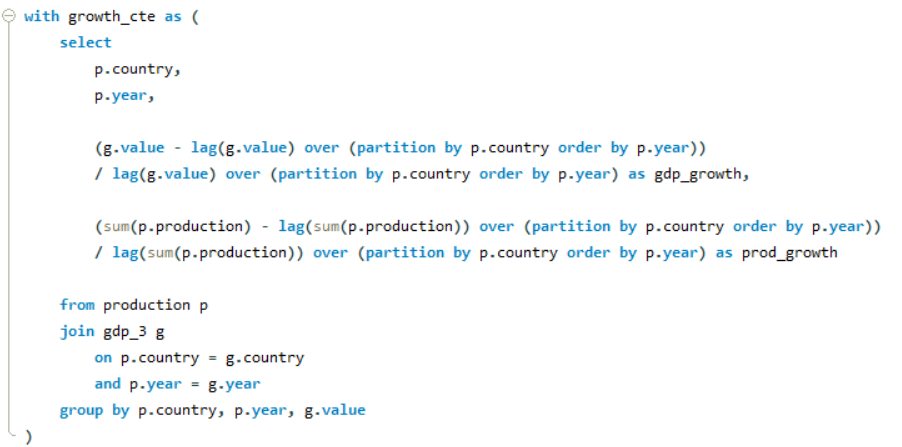 with growth_cte as (
select
p.country,
p.year,
(g.value - lag(g.value) over (partition by p.country order by p.year))
/ lag(g.value) over (partition by p.country order by p.year) as gdp_growth,
(sum(p.production) - lag(sum(p.production)) over (partition by p.country order by p.year))
/ lag(sum(p.production)) over (partition by p.country order by p.year) as prod_growth
from production p
join gdp_3 g
on p.country = g.country
and p.year = g.year
group by p.country, p.year, g.value
)